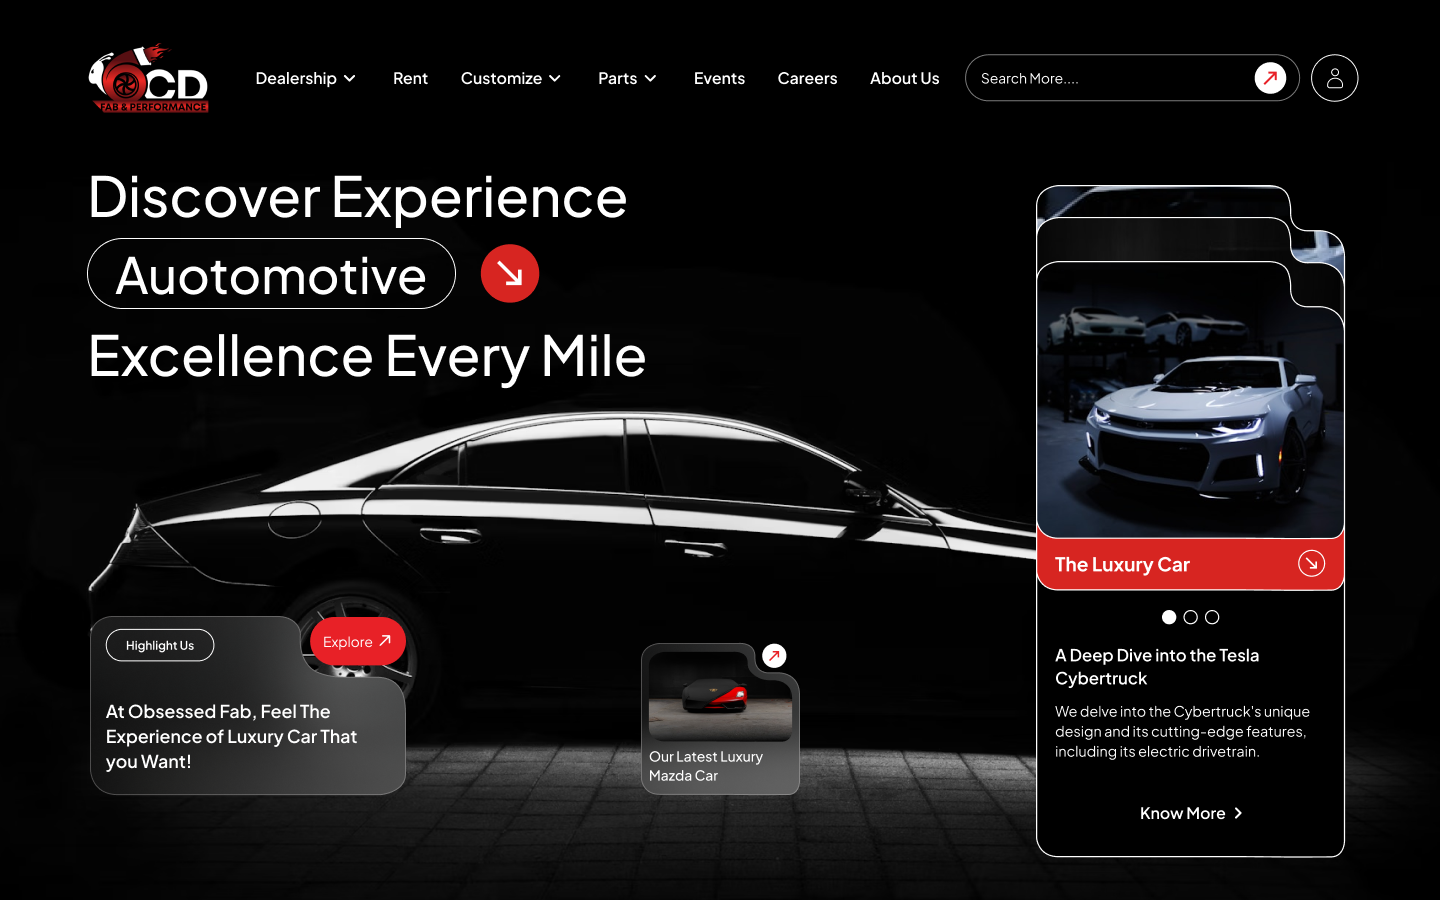 OCD
FAB & PERFORMANCE
Dealership
Rent
Customize
Parts
Events
Careers
About Us
Search More....
Discover Experience
Auotomotive
Excellence Every Mile
Highlight Us
Explore
At Obsessed Fab, Feel The
Experience of Luxury Car That
you Want!
Our Latest Luxury
Mazda Car
The Luxury Car
A Deep Dive into the Tesla
Cybertruck
We delve into the Cybertruck's unique
design and its cutting-edge features,
including its electric drivetrain.
Know More